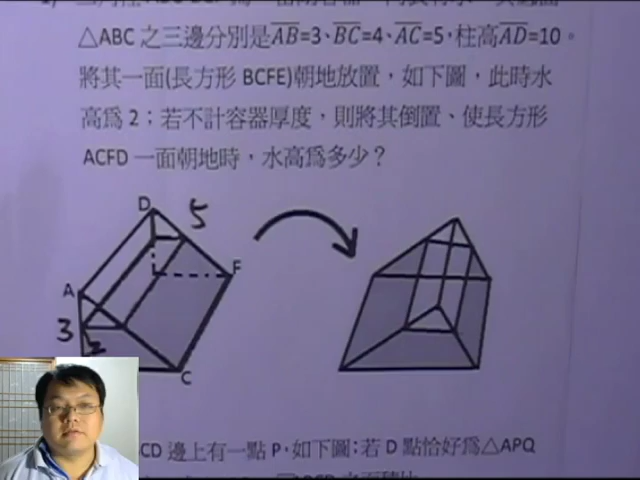 △ABC 之三邊分別是AB=3、BC=4、AC=5,柱高AD=10。
將其一面(長方形 BCFE)朝地放置,如下圖,此時水
高爲 2;若不計容器厚度,則將其倒置、使長方形
ACFD 一面朝地時,水高爲多少?
D
5
F
A
3
2
C
CD 邊上有一點 P,如下圖:若 D 點恰好爲△APQ